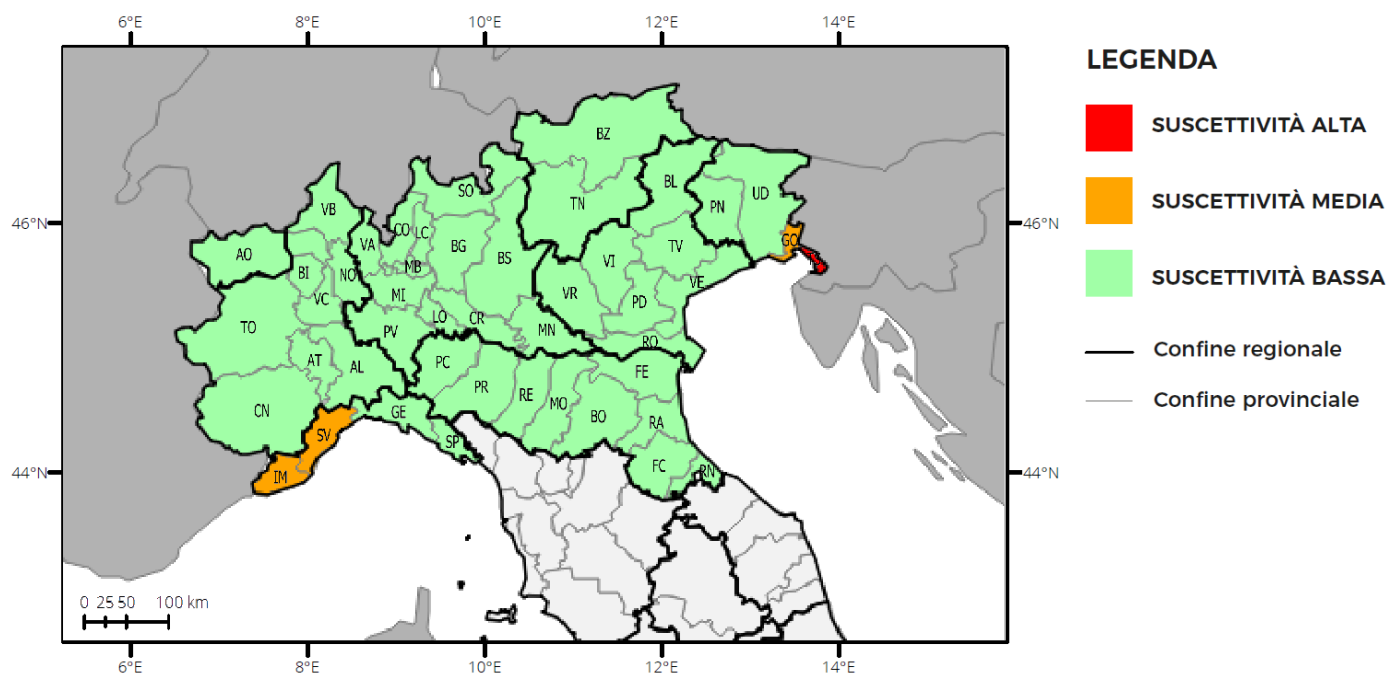 6°E 8°E 10°E 12°E 14°E
LEGENDA
SUSCETTIVITÀ ALTA
SUSCETTIVITÀ MEDIA
SUSCETTIVITÀ BASSA
Confine regionale
Confine provinciale
BZ
SO
BL
UD
TN
VB
PN
46°N
46°N
CO
LC
VA
GO
AO
BG
TV
BS
VI
MB
BI
NO
VE
VC
MI
VR
PD
TO
LO
CR
PV
MN
RO
AT
AL
PC
FE
PR
RE
MO
CN
GE
BO
RA
SV
SP
FC
RN
44°N
44°N
IM
0 25 50 100 km
6°E 8°E 10°E 12°E 14°E